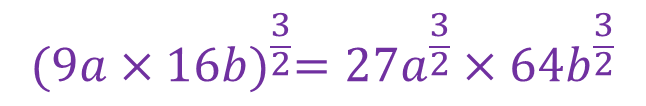 (9a × 16b)^{3/2} = 27a^{3/2} × 64b^{3/2}